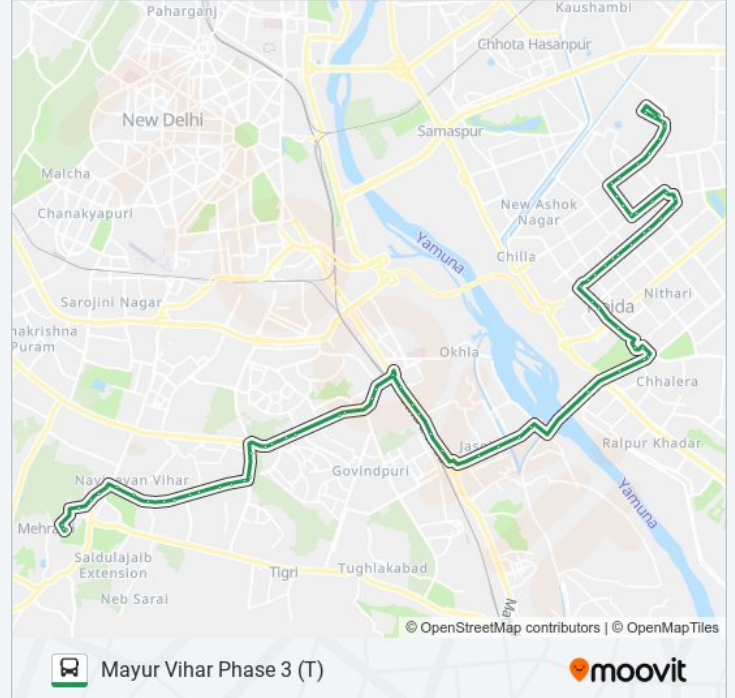 Paharganj
Kaushambi
Chhota Hasanpur
New Delhi
Samaspur
Malcha
Chanakyapuri
New Ashok
Nagar
Yamuna
Chilla
Sarojini Nagar
Nithari
nakrishna
Puram
Okhla
Chhalera
Govindpuri
Ralpur Khadar
Yamuna
Saldulajaib
Extension
Tigri
Tughlakabad
Neb Sarai
© OpenStreetMap contributors | © OpenMapTiles
Mayur Vihar Phase 3 (T)
moovit